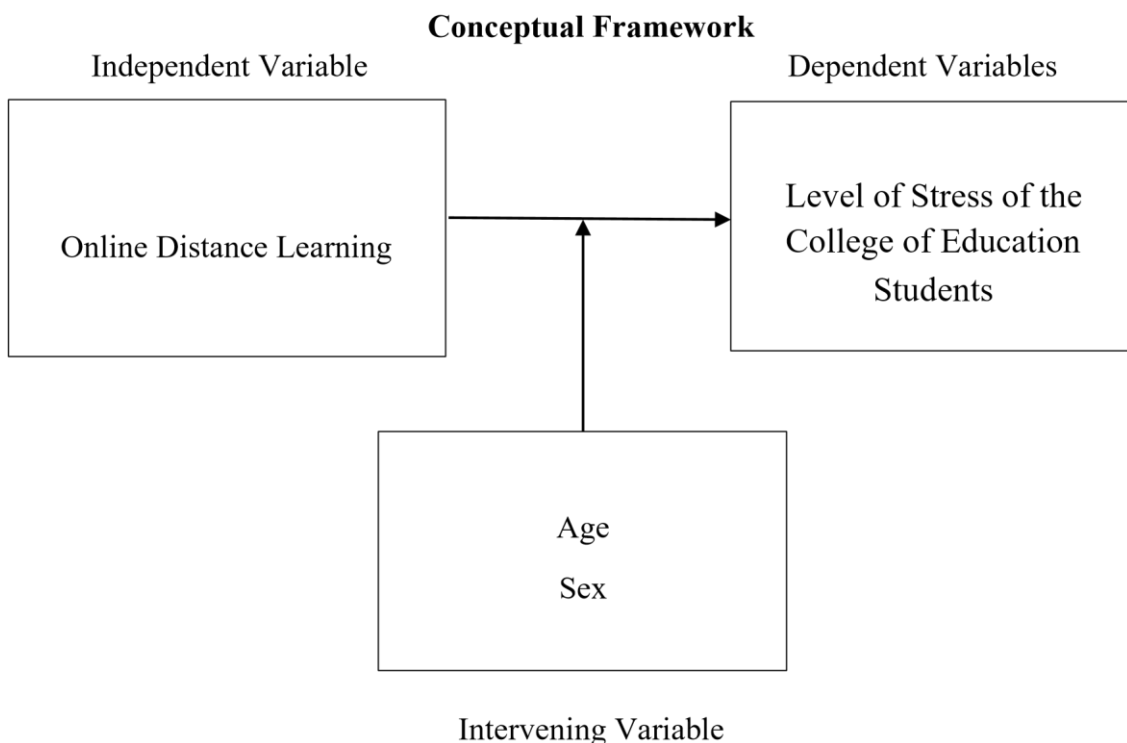 Conceptual Framework
Independent Variable
Dependent Variables
Online Distance Learning
Level of Stress of the
College of Education
Students
Age
Sex
Intervening Variable